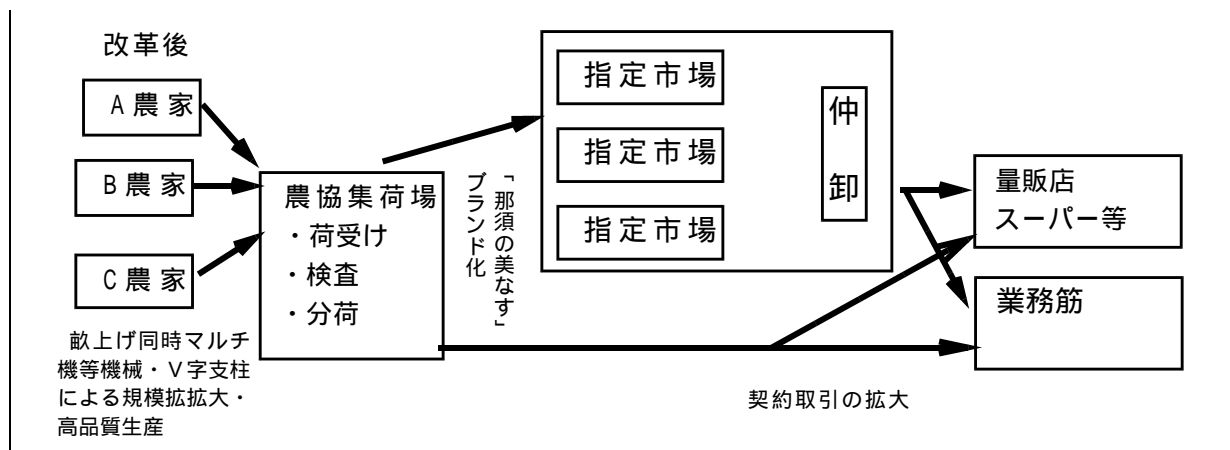 改革後
A農家
B農家
C農家
畝上げ同時マルチ
機等機械・V字支柱
による規模拡拡大・
高品質生産
農協集荷場
・荷受け
・検査
・分荷
「那須の美なす」
ブランド化
指定市場
指定市場
指定市場
仲卸
量販店
スーパー等
業務筋
契約取引の拡大